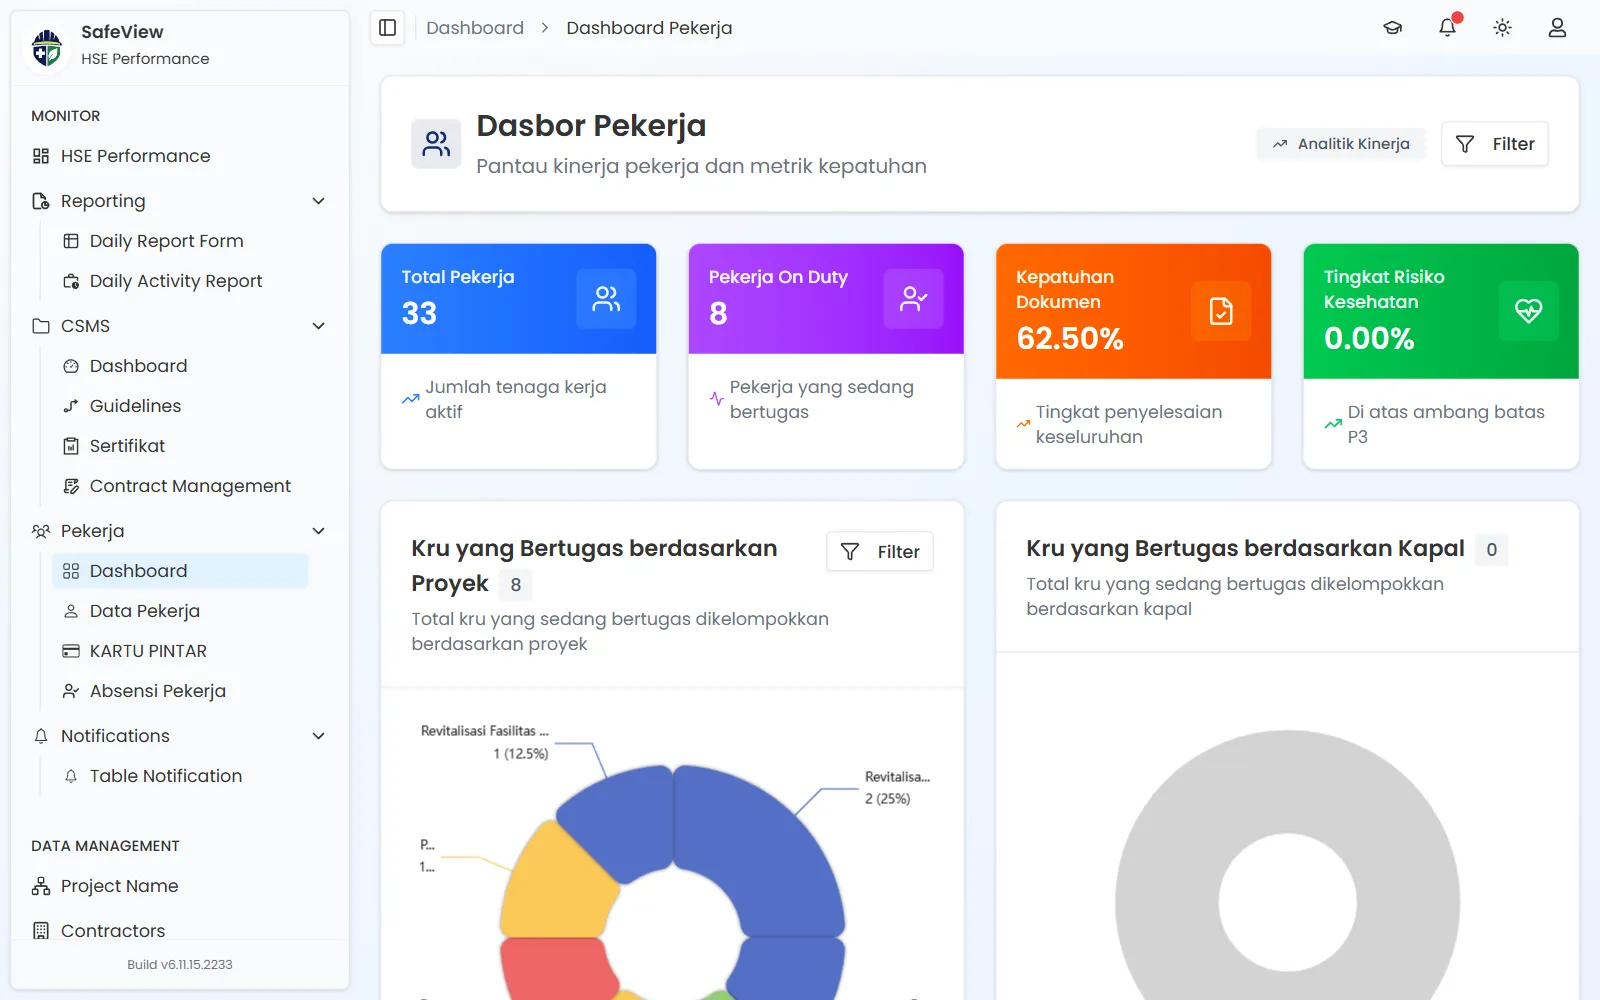 SafeView
HSE Performance
MONITOR
HSE Performance
Reporting
Daily Report Form
Daily Activity Report
CSMS
Dashboard
Guidelines
Sertifikat
Contract Management
Pekerja
Dashboard
Data Pekerja
KARTU PINTAR
Absensi Pekerja
Notifications
Table Notification
DATA MANAGEMENT
Project Name
Contractors
Build v6.11.15.2233
Dashboard > Dashboard Pekerja
Dasbor Pekerja
Pantau kinerja pekerja dan metrik kepatuhan
Analitik Kinerja
Filter
Total Pekerja
33
Jumlah tenaga kerja
aktif
Pekerja On Duty
8
Pekerja yang sedang
bertugas
Kepatuhan
Dokumen
62.50%
Tingkat penyelesaian
keseluruhan
Tingkat Risiko
Kesehatan
0.00%
Di atas ambang batas
P3
Kru yang Bertugas berdasarkan
Proyek 8
Filter
Total kru yang sedang bertugas dikelompokkan
berdasarkan proyek
Revitalisasi Fasilitas ...
1 (12.5%)
Revitalisa...
2 (25%)
P...
1...
Kru yang Bertugas berdasarkan Kapal 0
Total kru yang sedang bertugas dikelompokkan
berdasarkan kapal